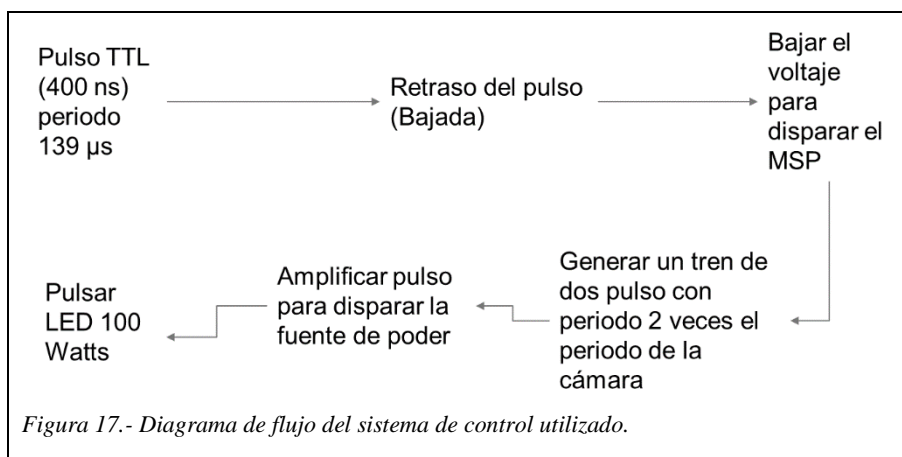 Pulso TTL
(400 ns)
periodo
139 µs
Retraso del pulso
(Bajada)
Bajar el
voltaje
para
disparar el
MSP
Generar un tren de
dos pulso con
periodo 2 veces el
periodo de la
cámara
Amplificar pulso
para disparar la
fuente de poder
Pulsar
LED 100
Watts
Figura 17.- Diagrama de flujo del sistema de control utilizado.